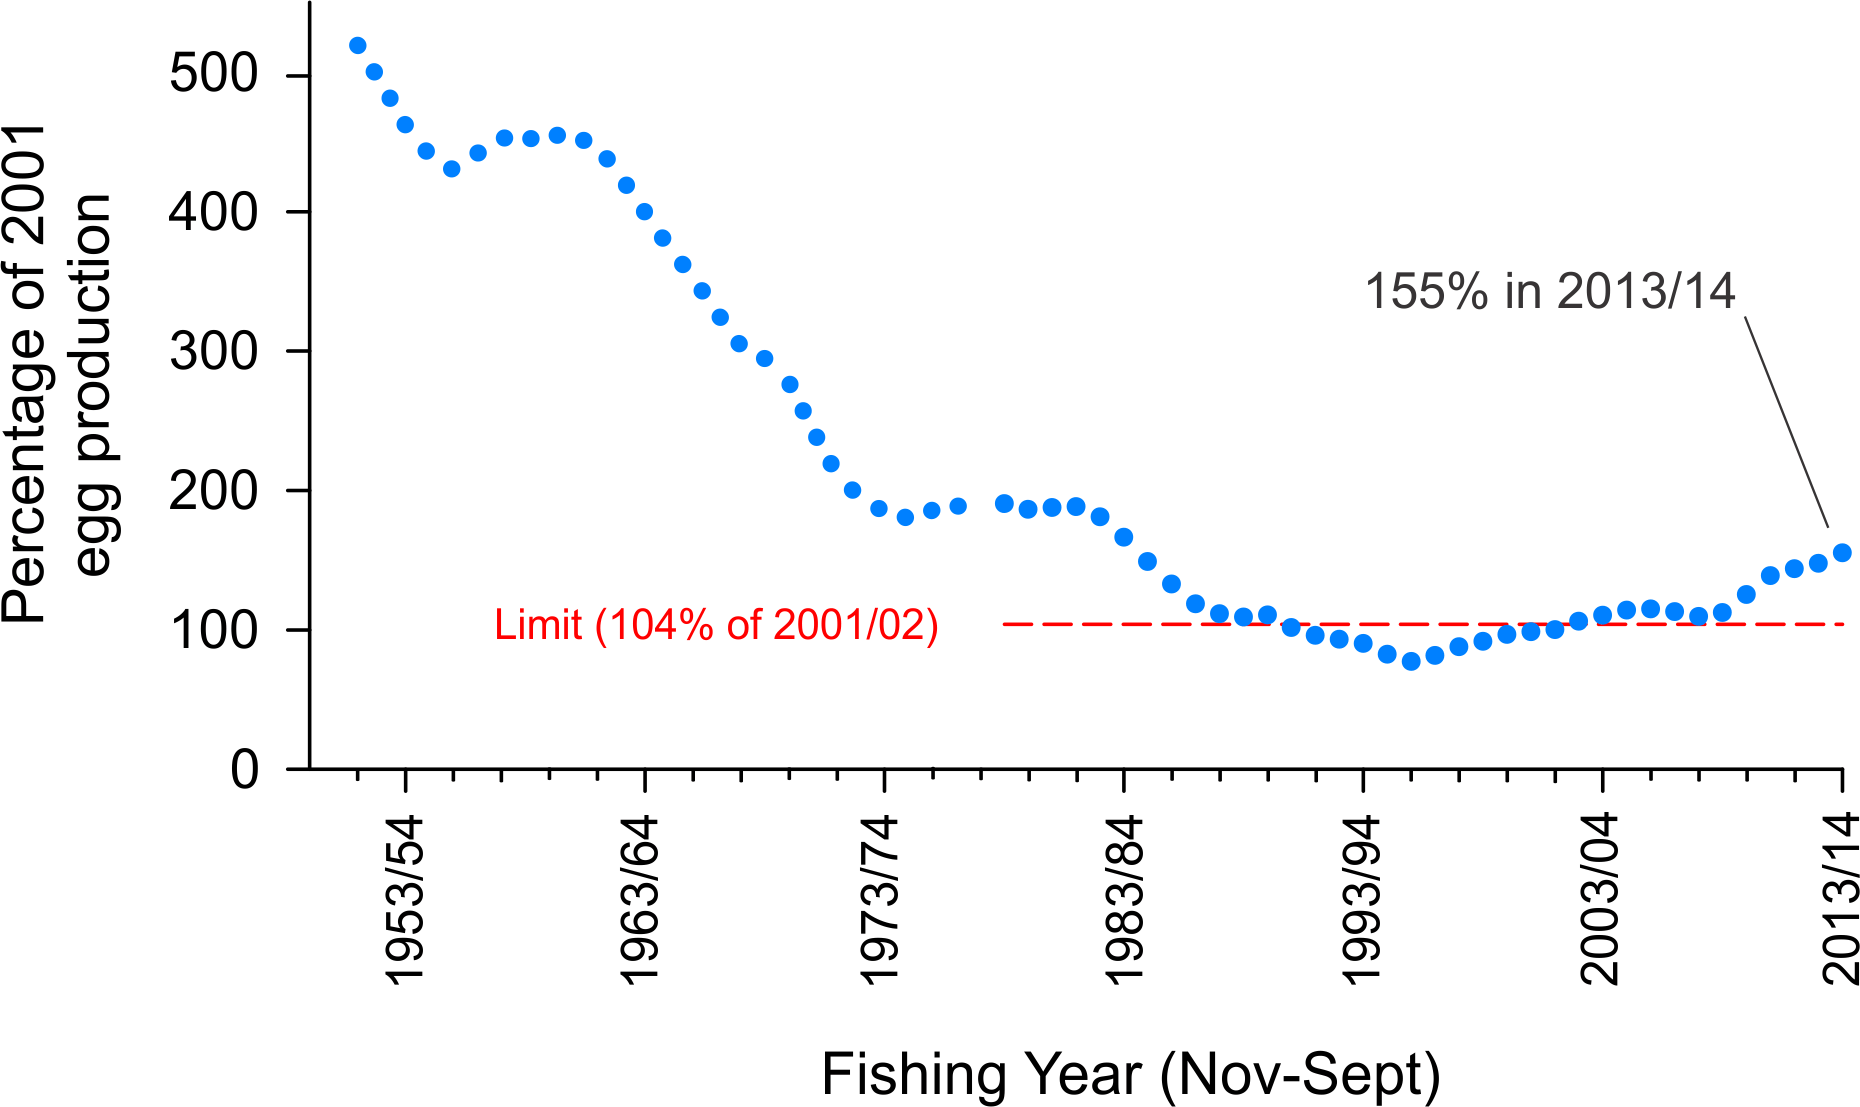 Percentage of 2001
egg production
500
400
300
200
100
0
155% in 2013/14
Limit (104% of 2001/02)
1953/54
1963/64
1973/74
1983/84
1993/94
2003/04
2013/14
Fishing Year (Nov-Sept)